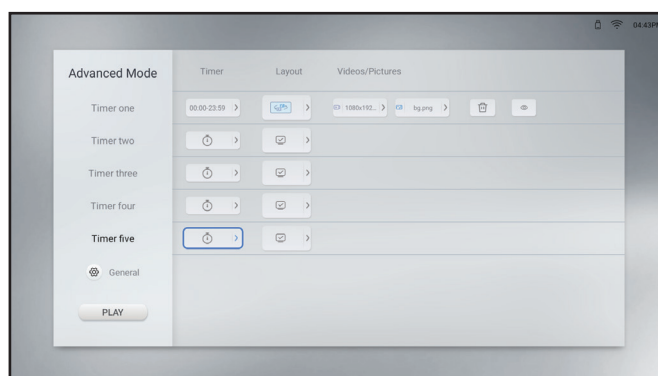 04:43PM
Advanced Mode Timer Layout Videos/Pictures
Timer one 00:00-23:59 1080x192... bg.png
Timer two
Timer three
Timer four
Timer five
General
PLAY